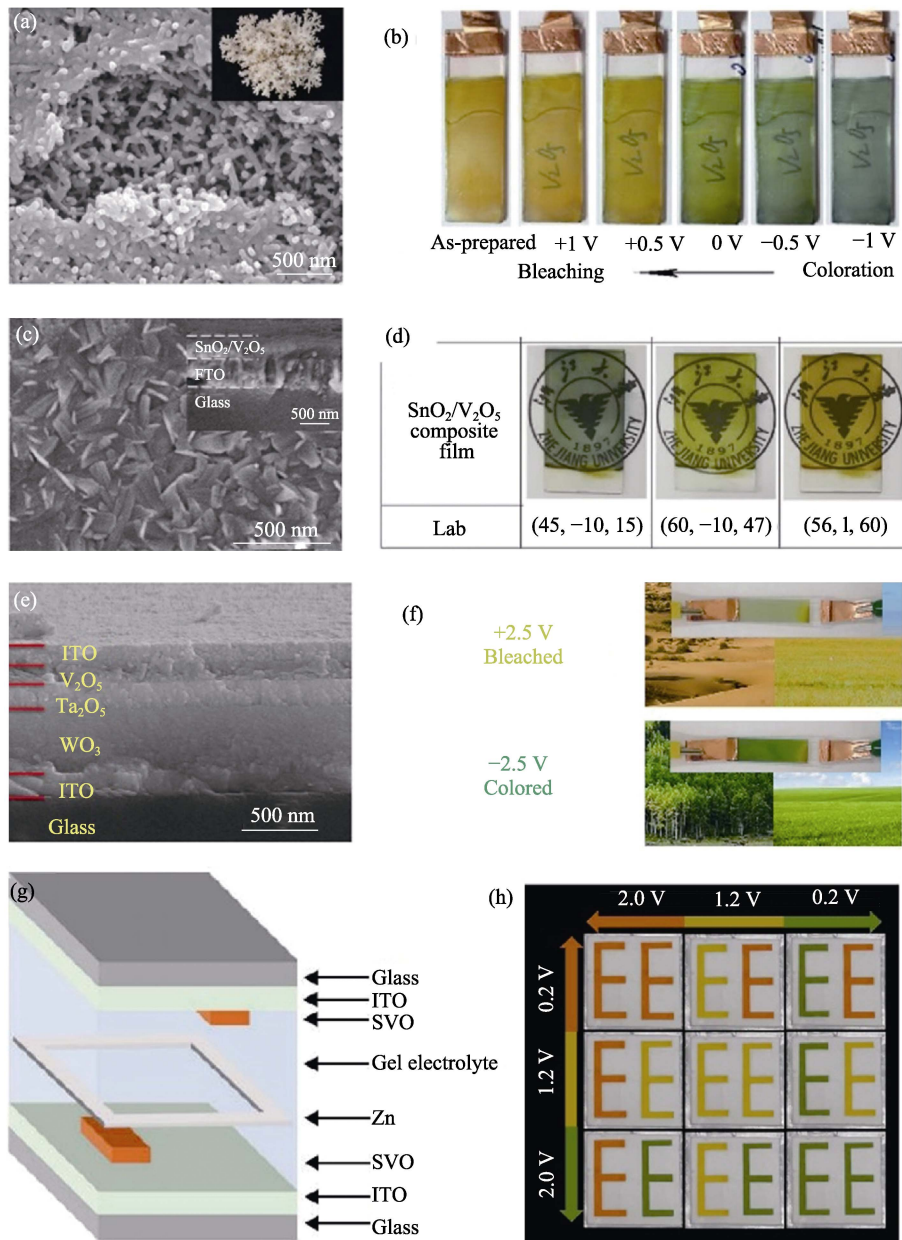 (a)
500 nm
(b)
V₂O₅ V₂O₅ V₂O₅ V₂O₅ V₂O₅
As-prepared +1 V +0.5 V 0 V −0.5 V −1 V
Bleaching Coloration
(c)
SnO₂/V₂O₅
FTO
Glass
500 nm
500 nm
(d)
SnO₂/V₂O₅
composite
film
1897 1897 1897
ZHEJIANG UNIVERSITY ZHEJIANG UNIVERSITY ZHEJIANG UNIVERSITY
Lab (45, −10, 15) (60, −10, 47) (56, 1, 60)
(e)
ITO
V₂O₅
Ta₂O₅
WO₃
ITO
Glass
500 nm
(f)
+2.5 V
Bleached
−2.5 V
Colored
(g)
Glass
ITO
SVO
Gel electrolyte
Zn
SVO
ITO
Glass
(h)
2.0 V 1.2 V 0.2 V
0.2 V
E E E E E E
1.2 V
E E E E E E
2.0 V
E E E E E E